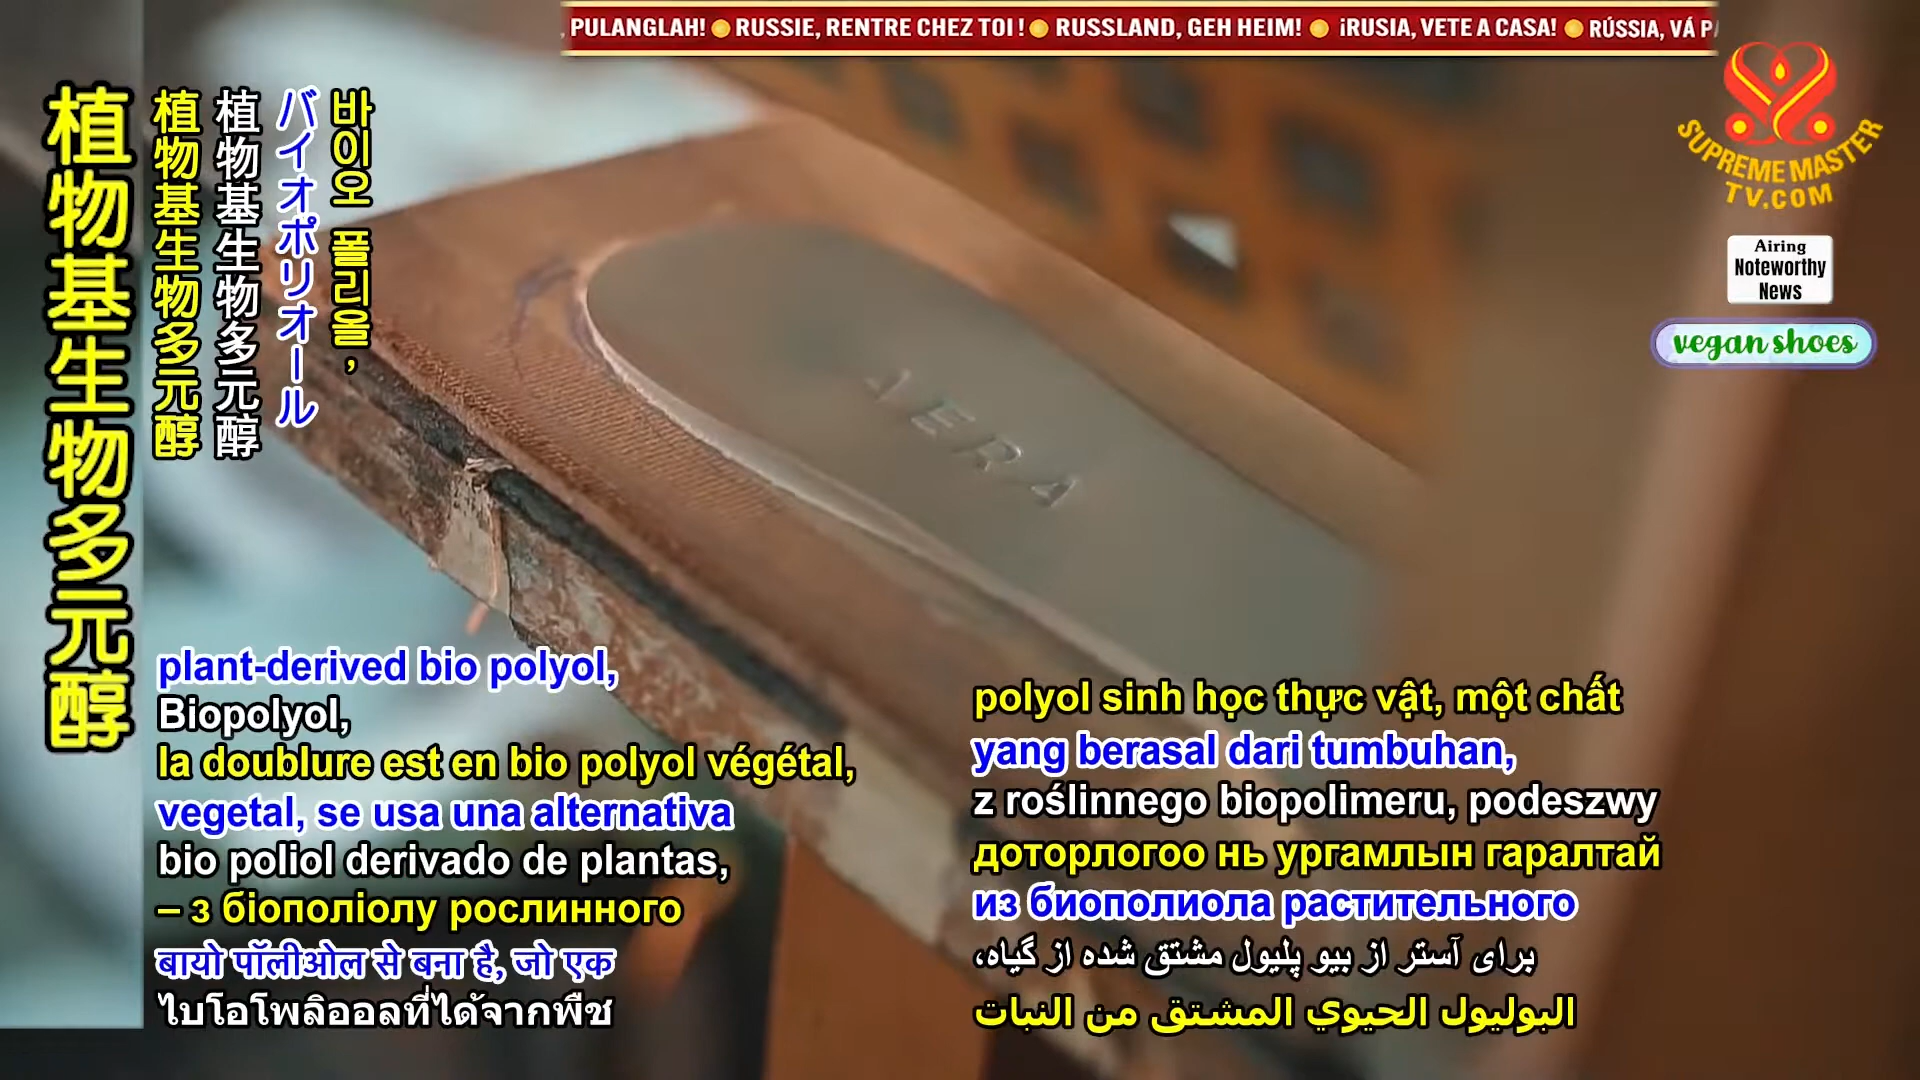 PULANGLAH! RUSSIE, RENTRE CHEZ TOI ! RUSSLAND, GEH HEIM! ¡RUSIA, VETE A CASA! RÚSSIA, VÁ
SUPREME MASTER
TV.COM
Airing
Noteworthy
News
vegan shoes
植物基生物多元醇
植物基生物多元醇
植物基生物多元醇
バイオポリオール
바이오 폴리올,
AERA
plant-derived bio polyol,
Biopolyol,
la doublure est en bio polyol végétal,
vegetal, se usa una alternativa
bio poliol derivado de plantas,
– з біополіолу рослинного
बायो पॉलीओल से बना है, जो एक
ไบโอโพลิออลที่ได้จากพืช
polyol sinh học thực vật, một chất
yang berasal dari tumbuhan,
z roślinnego biopolimeru, podeszwy
доторлогоо нь ургамлын гаралтай
из биополиола растительного
برای آستر از بیو پلیول مشتق شده از گیاه،
البوليول الحيوي المشتق من النبات